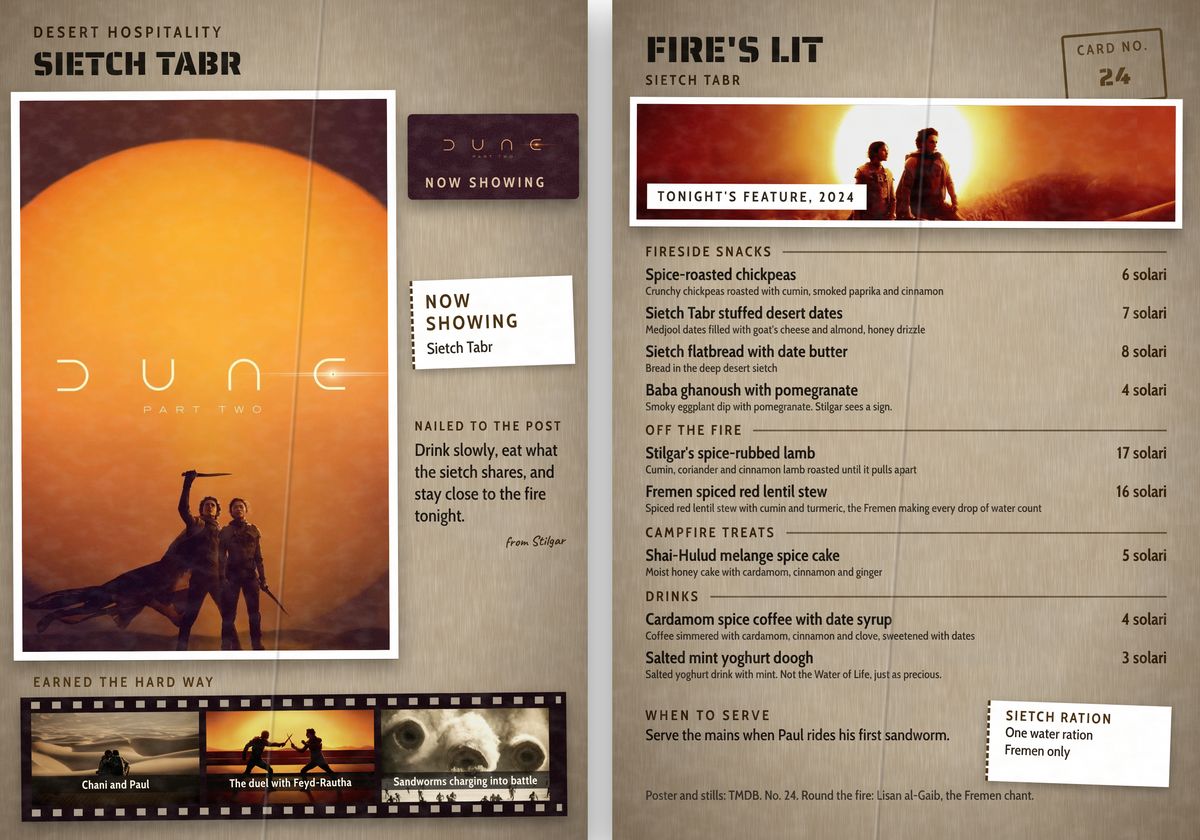 DESERT HOSPITALITY
SIETCH TABR
DUNE
PART TWO
DUNE
PART TWO
NOW SHOWING
NOW
SHOWING
Sietch Tabr
NAILED TO THE POST
Drink slowly, eat what
the sietch shares, and
stay close to the fire
tonight.
from Stilgar
EARNED THE HARD WAY
Chani and Paul
The duel with Feyd-Rautha
Sandworms charging into battle
FIRE'S LIT
SIETCH TABR
CARD NO.
24
TONIGHT'S FEATURE, 2024
FIRESIDE SNACKS
Spice-roasted chickpeas 6 solari
Crunchy chickpeas roasted with cumin, smoked paprika and cinnamon
Sietch Tabr stuffed desert dates 7 solari
Medjool dates filled with goat's cheese and almond, honey drizzle
Sietch flatbread with date butter 8 solari
Bread in the deep desert sietch
Baba ghanoush with pomegranate 4 solari
Smoky eggplant dip with pomegranate. Stilgar sees a sign.
OFF THE FIRE
Stilgar's spice-rubbed lamb 17 solari
Cumin, coriander and cinnamon lamb roasted until it pulls apart
Fremen spiced red lentil stew 16 solari
Spiced red lentil stew with cumin and turmeric, the Fremen making every drop of water count
CAMPFIRE TREATS
Shai-Hulud melange spice cake 5 solari
Moist honey cake with cardamom, cinnamon and ginger
DRINKS
Cardamom spice coffee with date syrup 4 solari
Coffee simmered with cardamom, cinnamon and clove, sweetened with dates
Salted mint yoghurt doogh 3 solari
Salted yoghurt drink with mint. Not the Water of Life, just as precious.
WHEN TO SERVE
Serve the mains when Paul rides his first sandworm.
SIETCH RATION
One water ration
Fremen only
Poster and stills: TMDB. No. 24. Round the fire: Lisan al-Gaib, the Fremen chant.